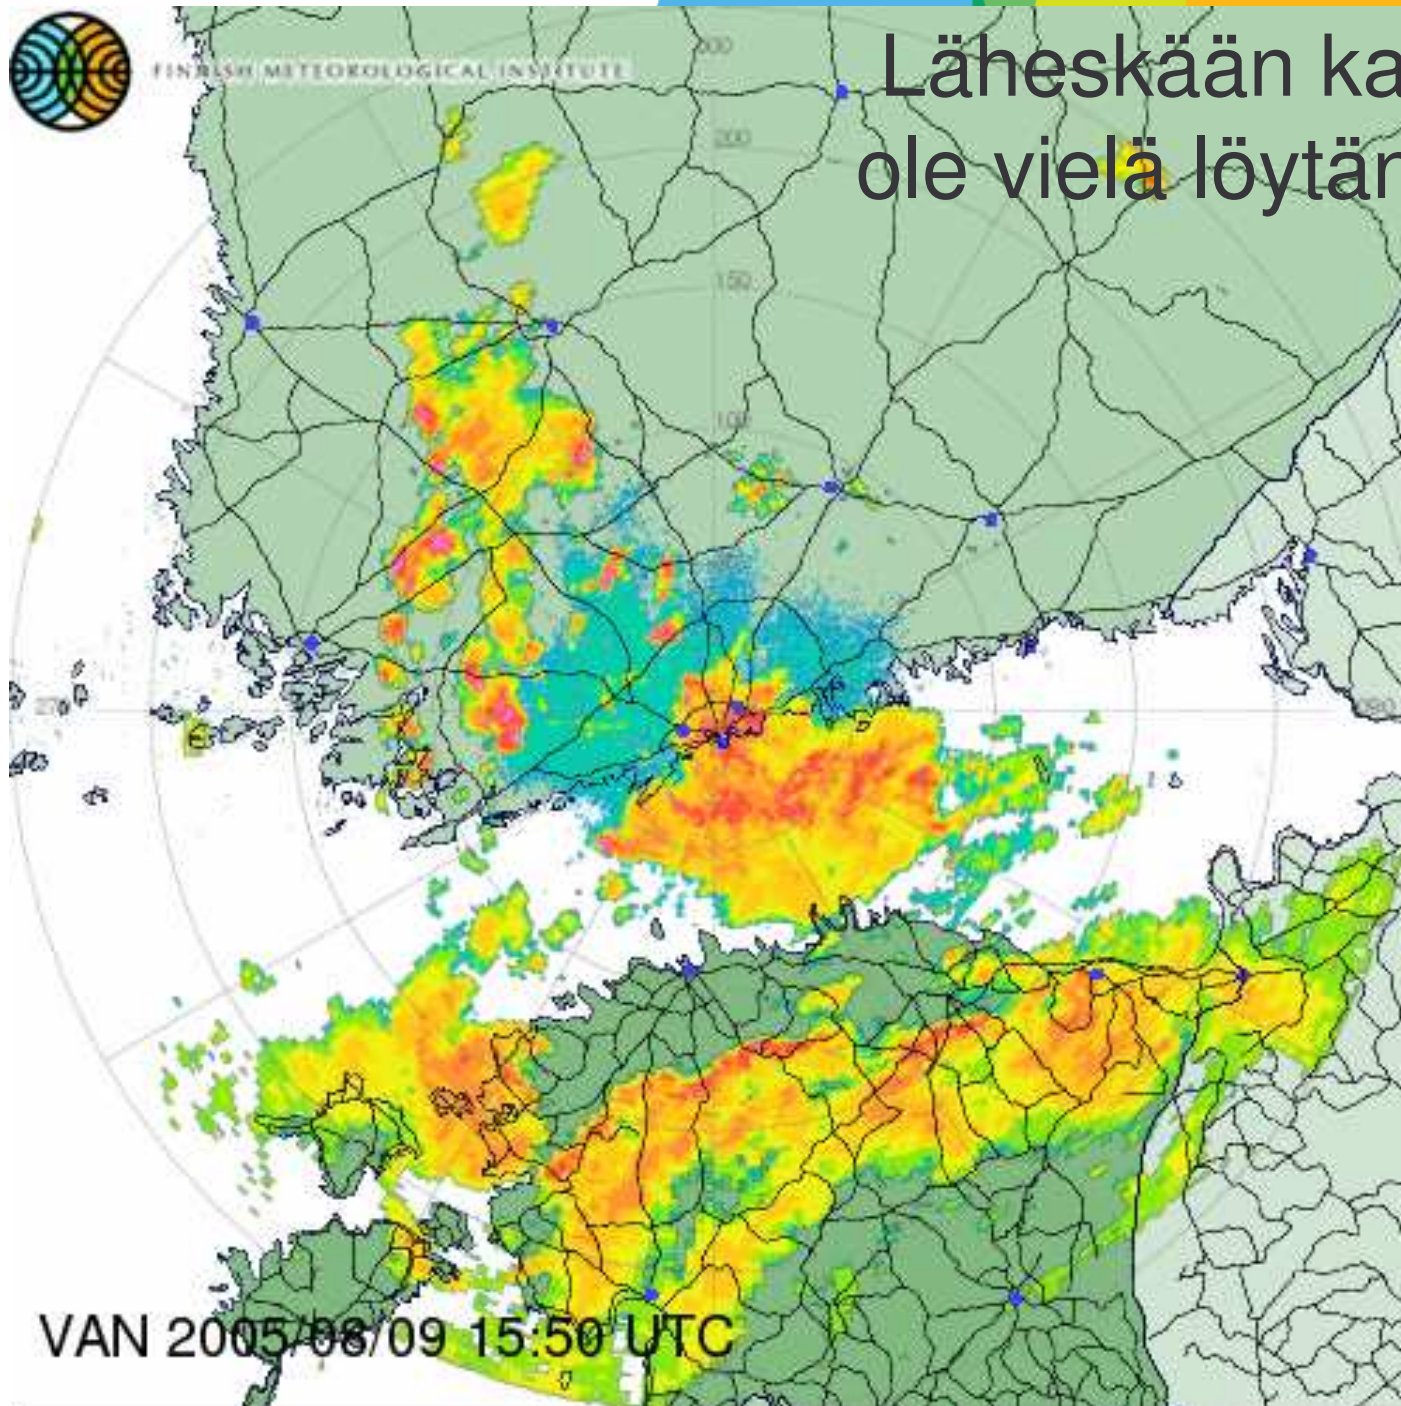 FINNISH METEOROLOGICAL INSTITUTE
Läheskään ka
ole vielä löytän
200
150
100
VAN 2005/08/09 15:50 UTC